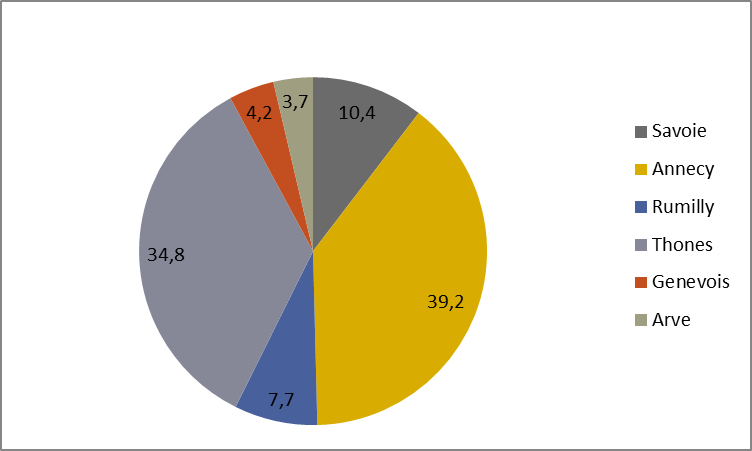 10,4
39,2
7,7
34,8
4,2
3,7
Savoie
Annecy
Rumilly
Thones
Genevois
Arve